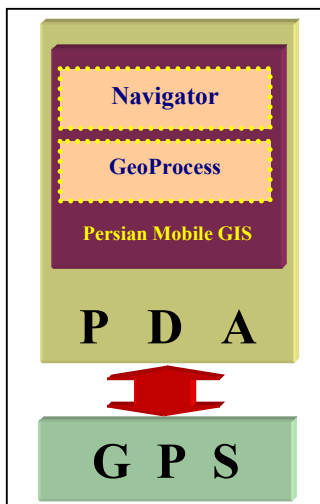 Navigator
GeoProcess
Persian Mobile GIS
P D A
G P S